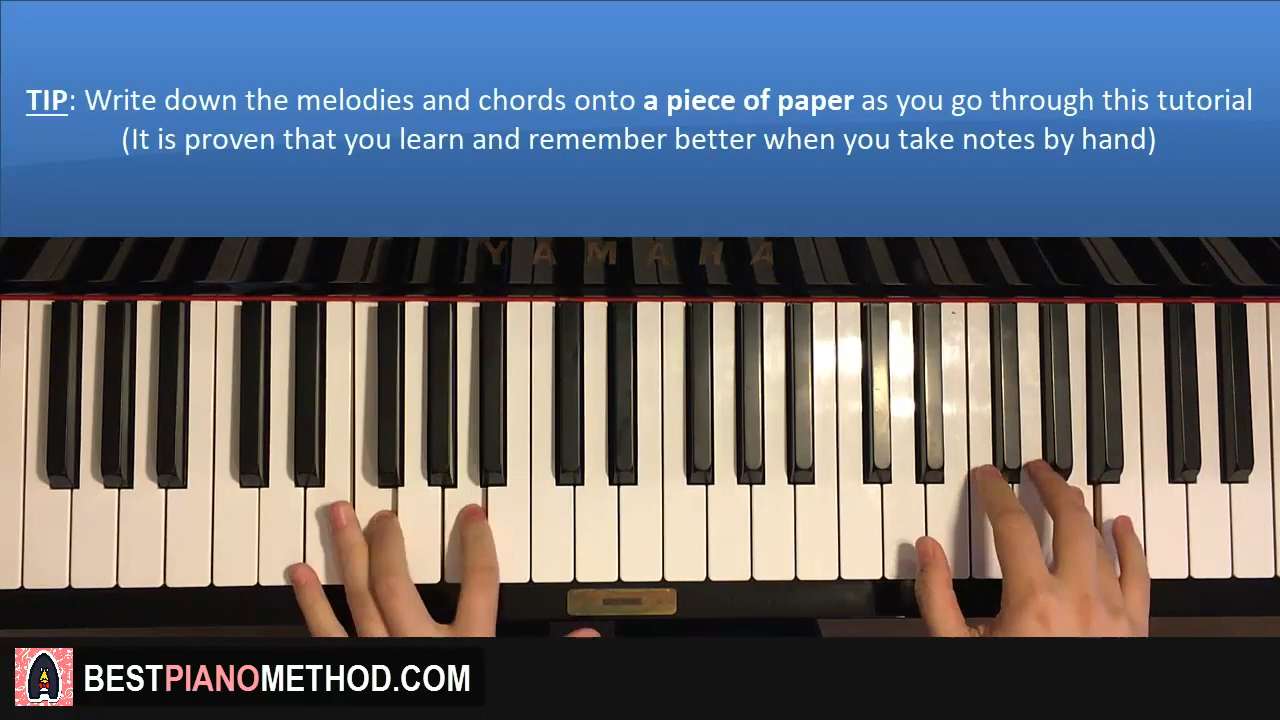 TIP: Write down the melodies and chords onto a piece of paper as you go through this tutorial
(It is proven that you learn and remember better when you take notes by hand)
YAMAHA
BESTPIANOMETHOD.COM